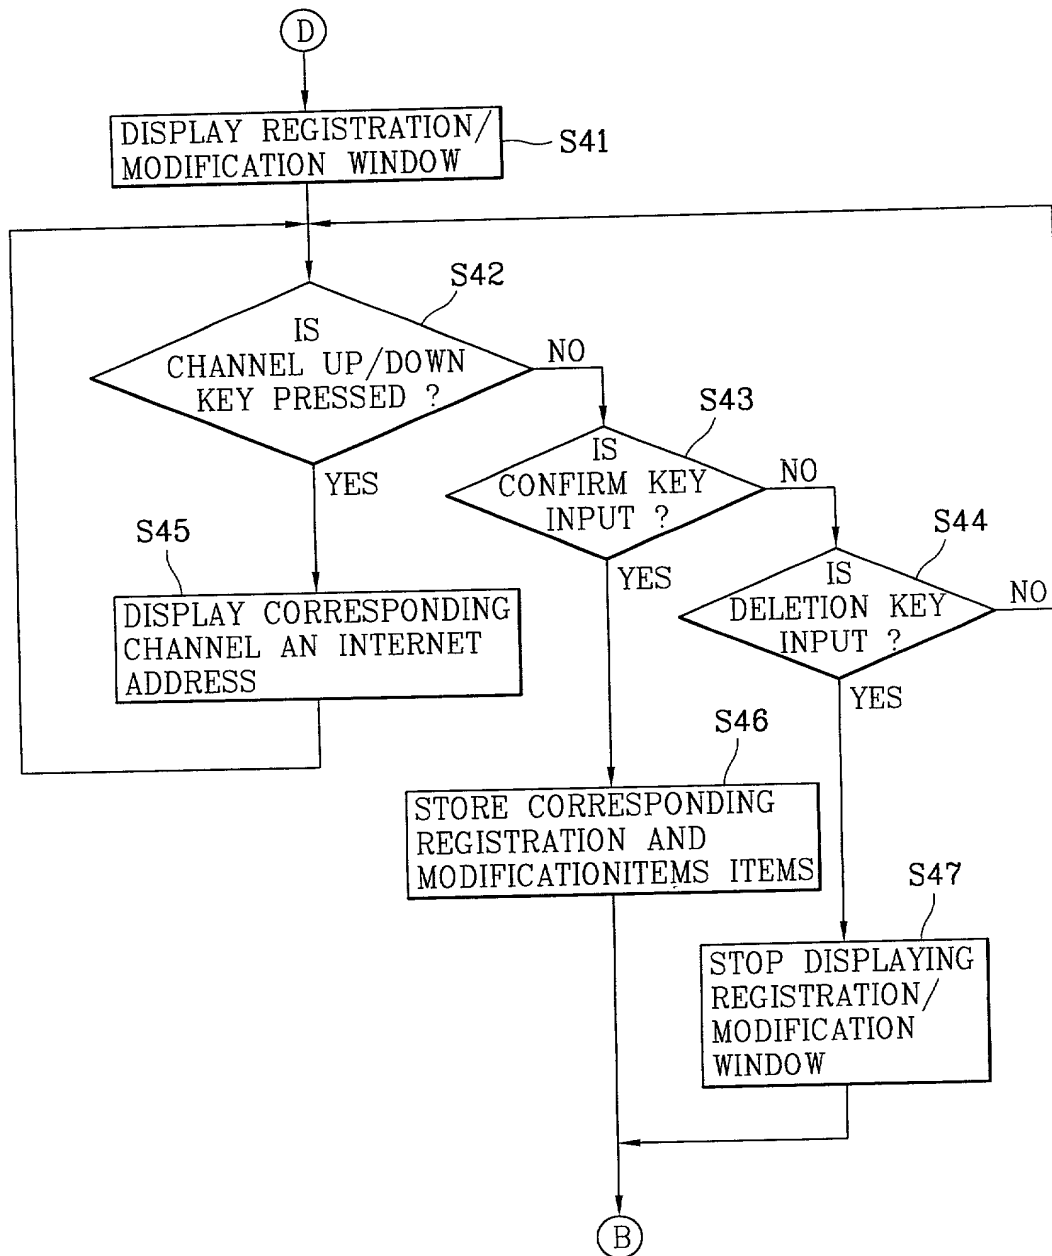 D
DISPLAY REGISTRATION/
MODIFICATION WINDOW
S41
S42
IS
CHANNEL UP/DOWN
KEY PRESSED ?
NO
YES
S43
IS
CONFIRM KEY
INPUT ?
NO
YES
S44
IS
DELETION KEY
INPUT ?
NO
YES
S45
DISPLAY CORRESPONDING
CHANNEL AN INTERNET
ADDRESS
S46
STORE CORRESPONDING
REGISTRATION AND
MODIFICATIONITEMS ITEMS
S47
STOP DISPLAYING
REGISTRATION/
MODIFICATION
WINDOW
B